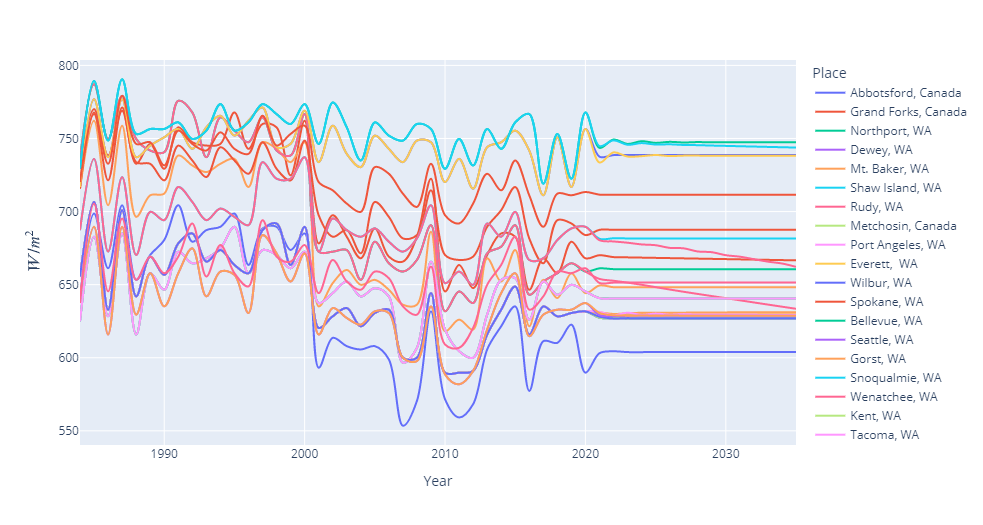 800
750
700
650
600
550
W/m²
1990
2000
2010
2020
2030
Year
Place
Abbotsford, Canada
Grand Forks, Canada
Northport, WA
Dewey, WA
Mt. Baker, WA
Shaw Island, WA
Rudy, WA
Metchosin, Canada
Port Angeles, WA
Everett,  WA
Wilbur, WA
Spokane, WA
Bellevue, WA
Seattle, WA
Gorst, WA
Snoqualmie, WA
Wenatchee, WA
Kent, WA
Tacoma, WA